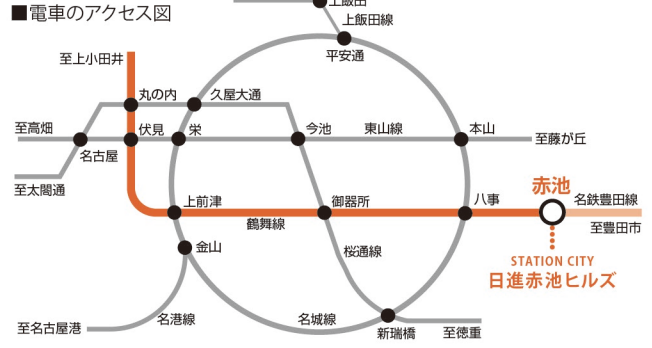 ■電車のアクセス図
上飯田
上飯田線
平安通
至上小田井
丸の内
久屋大通
至高畑
名古屋
伏見
栄
今池
東山線
本山
至藤が丘
至太閤通
上前津
鶴舞線
御器所
八事
赤池
名鉄豊田線
至豊田市
金山
桜通線
STATION CITY
日進赤池ヒルズ
至名古屋港
名港線
名城線
新瑞橋
至徳重